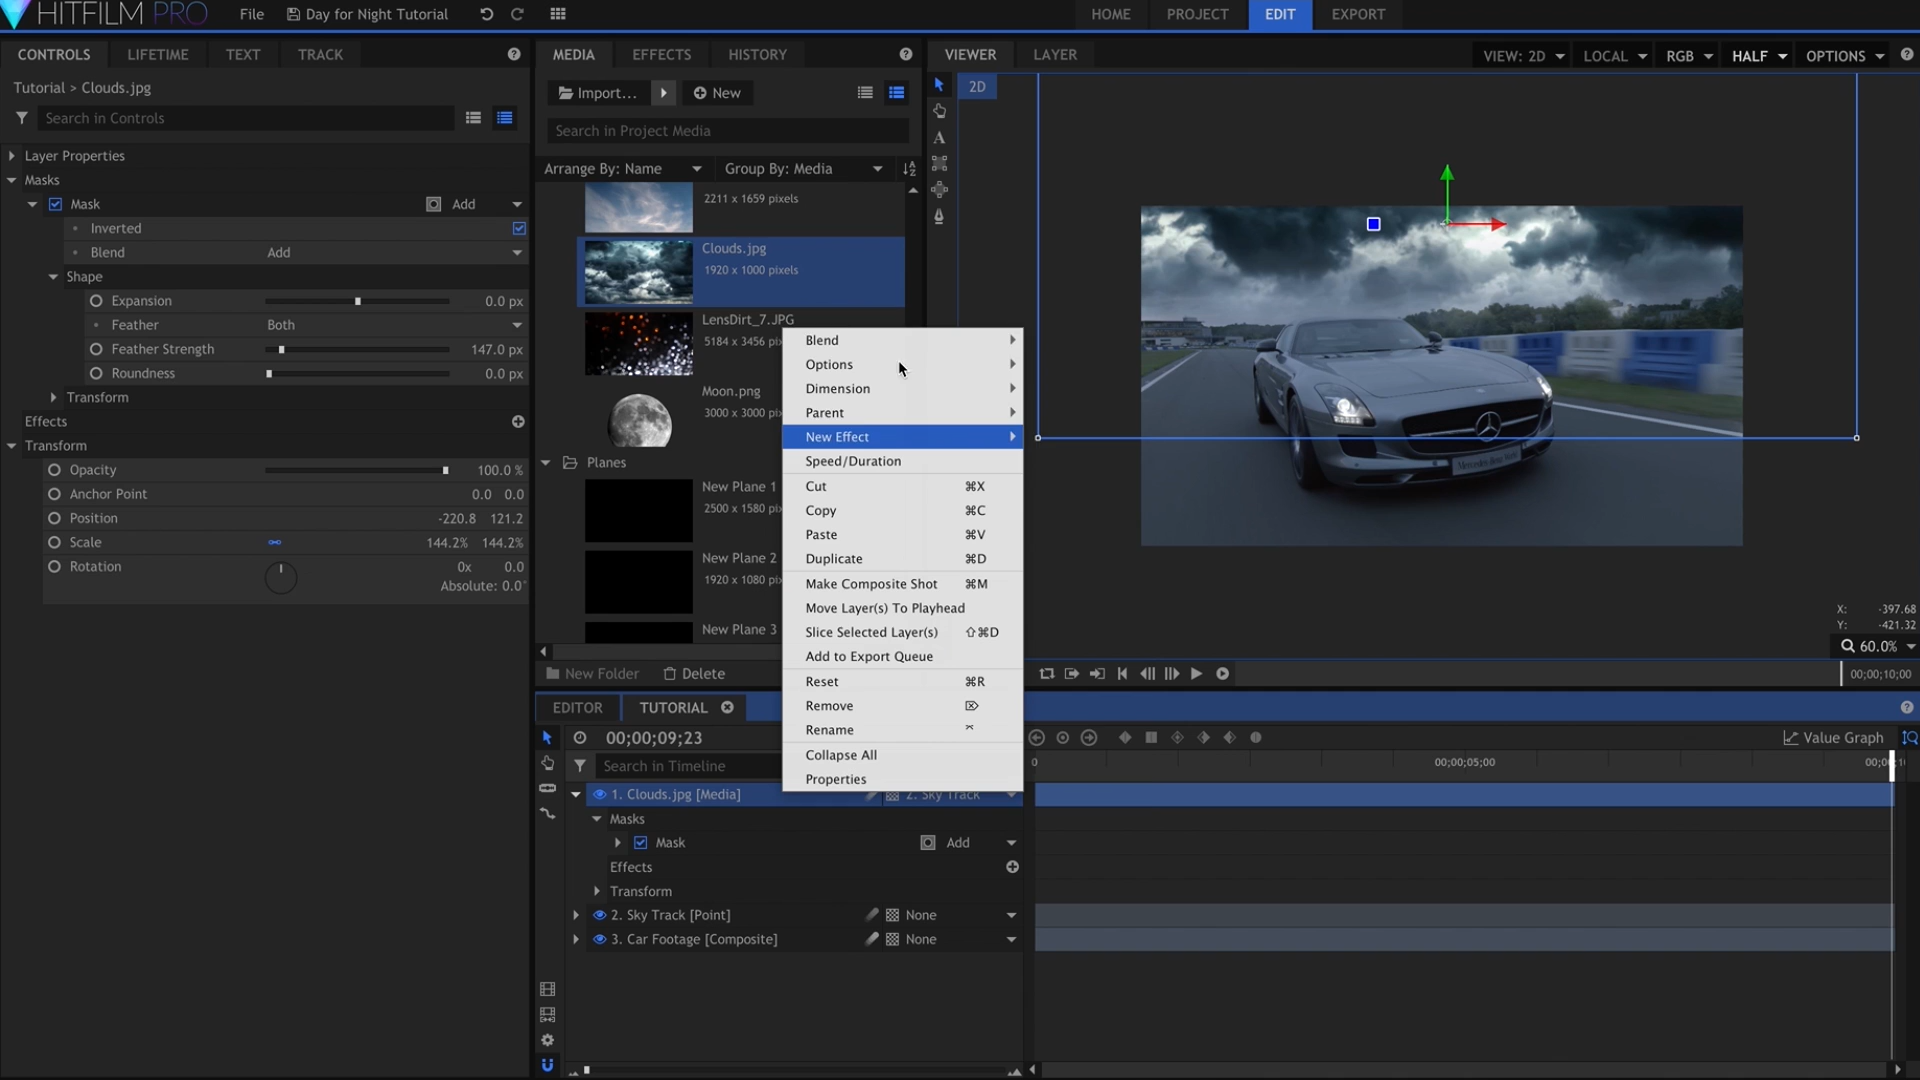 HITFILM PRO
File
Day for Night Tutorial
HOME
PROJECT
EDIT
EXPORT
CONTROLS
LIFETIME
TEXT
TRACK
Tutorial > Clouds.jpg
Search in Controls
Layer Properties
Masks
Mask
Add
Inverted
Blend Add
Shape
Expansion 0.0 px
Feather Both
Feather Strength 147.0 px
Roundness 0.0 px
Transform
Effects
Transform
Opacity 100.0 %
Anchor Point 0.0 0.0
Position -220.8 121.2
Scale 144.2% 144.2%
Rotation 0x 0.0
Absolute: 0.0°
MEDIA
EFFECTS
HISTORY
Import...
New
Search in Project Media
Arrange By: Name
Group By: Media
2211 x 1659 pixels
Clouds.jpg
1920 x 1000 pixels
LensDirt_7.JPG
5184 x 3456 pix
Moon.png
3000 x 3000 pix
Planes
New Plane 1
2500 x 1580 pix
New Plane 2
1920 x 1080 pix
New Plane 3
New Folder
Delete
Blend
Options
Dimension
Parent
New Effect
Speed/Duration
Cut ⌘X
Copy ⌘C
Paste ⌘V
Duplicate ⌘D
Make Composite Shot ⌘M
Move Layer(s) To Playhead
Slice Selected Layer(s) ⇧⌘D
Add to Export Queue
Reset ⌘R
Remove ⌦
Rename ⌤
Collapse All
Properties
VIEWER
LAYER
VIEW: 2D
LOCAL
RGB
HALF
OPTIONS
2D
A
X: -397.68
Y: -421.32
60.0%
00;00;10;00
EDITOR
TUTORIAL
00;00;09;23
Search in Timeline
Value Graph
0
00;00;05;00
00;00;10
1. Clouds.jpg [Media]
2. Sky Track
Masks
Mask
Add
Effects
Transform
2. Sky Track [Point]
None
3. Car Footage [Composite]
None